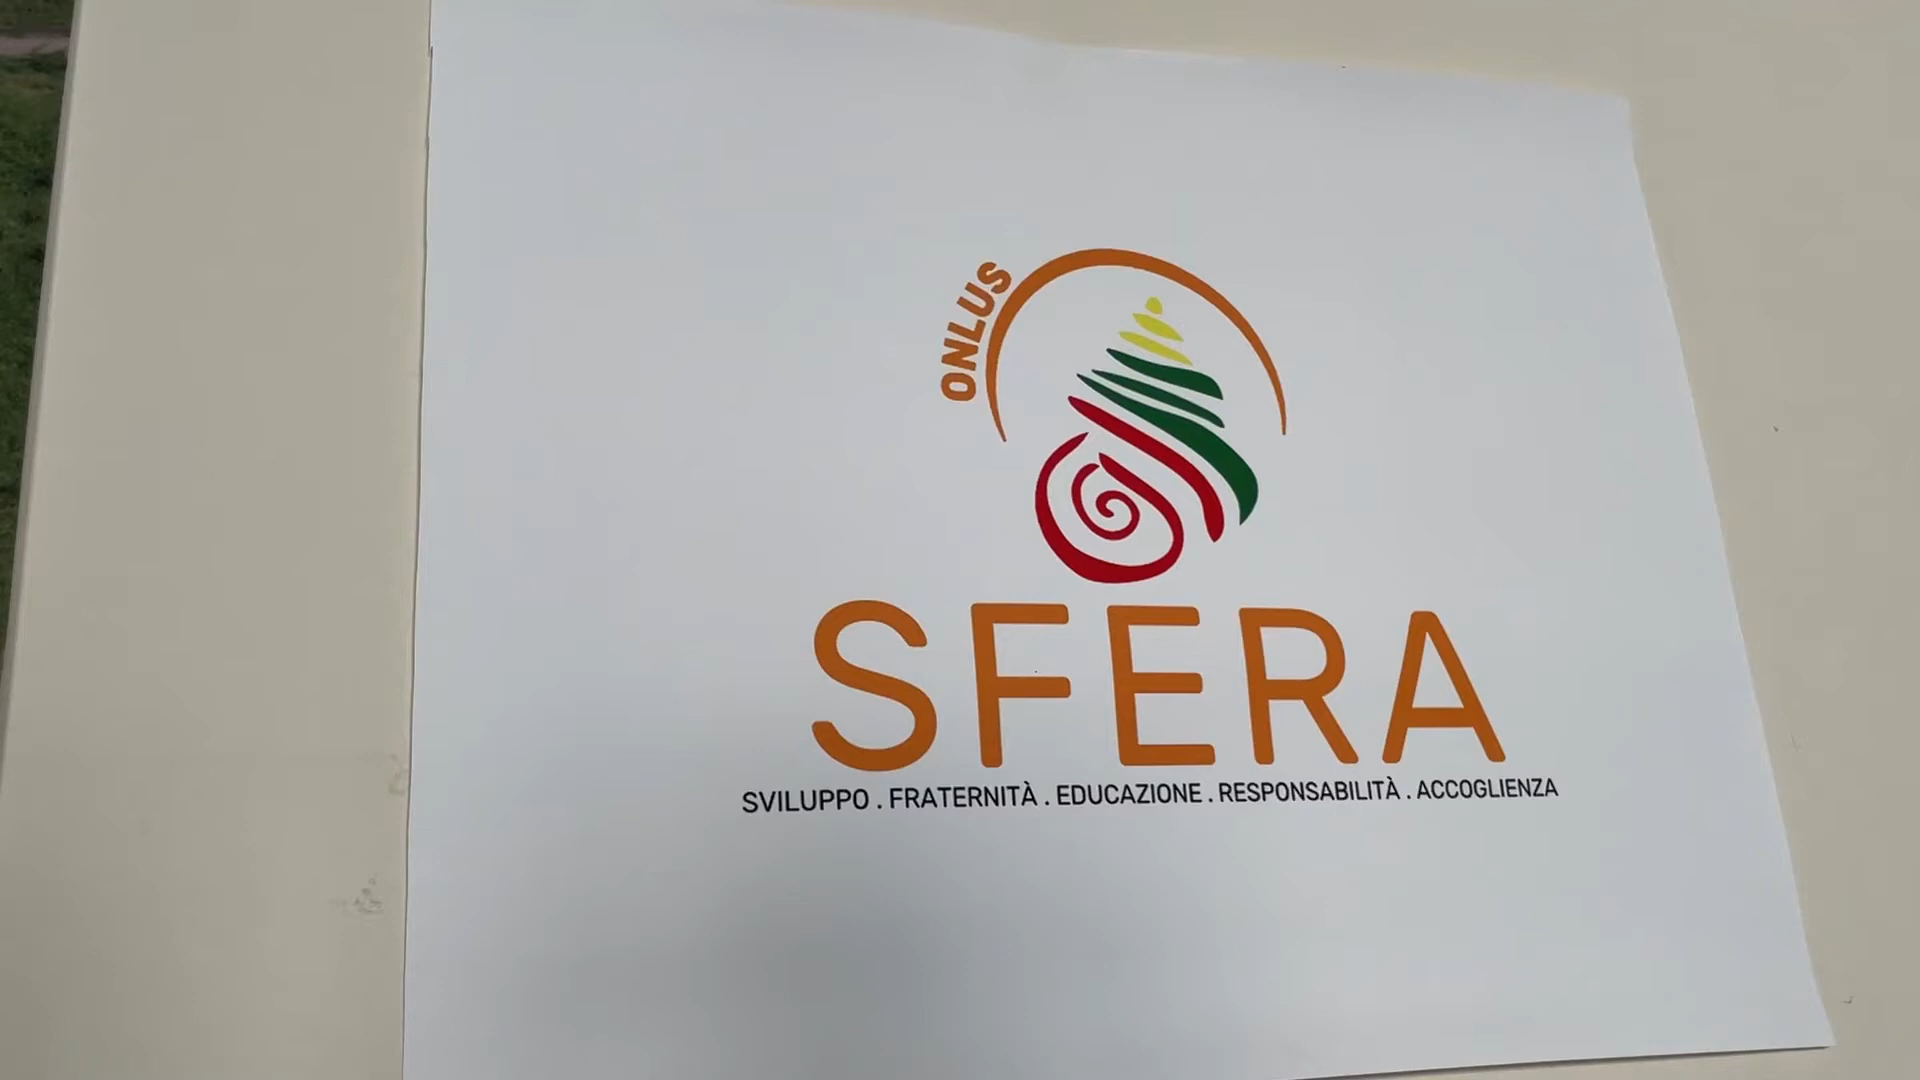 ONLUS
SFERA
SVILUPPO . FRATERNITÀ . EDUCAZIONE . RESPONSABILITÀ . ACCOGLIENZA